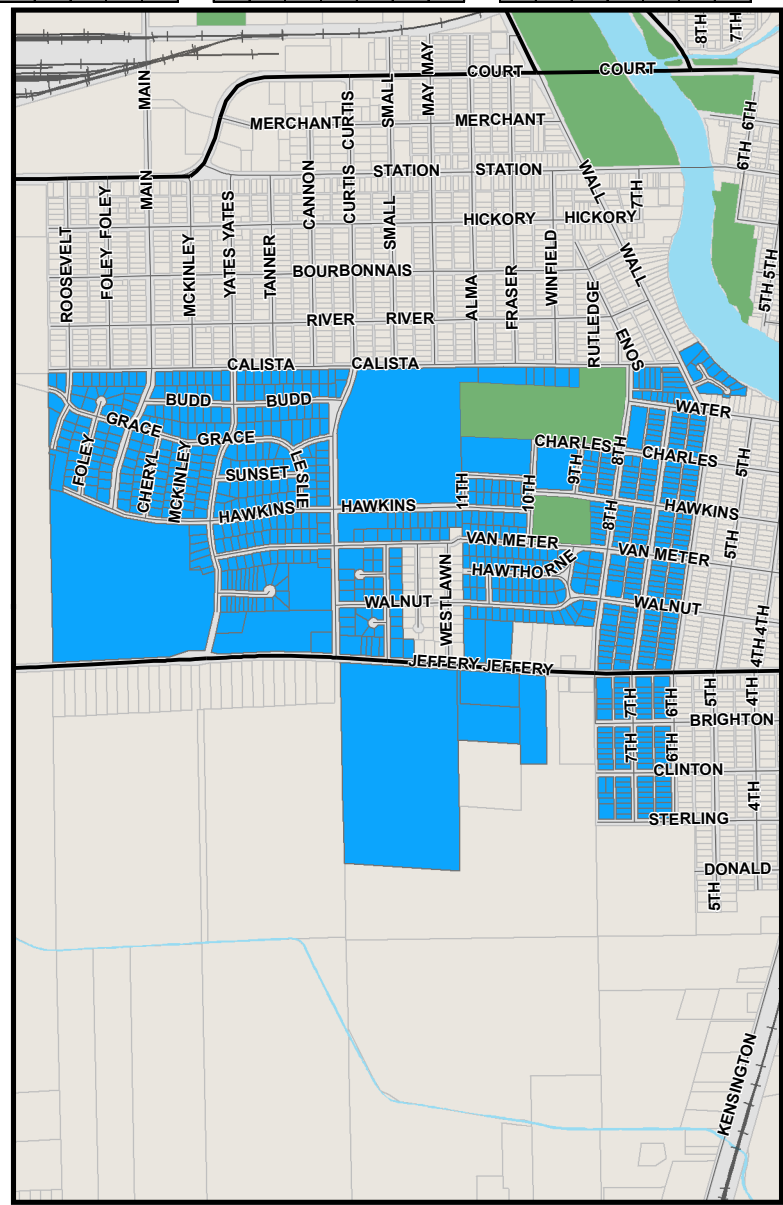 8TH
7TH
COURT
COURT
MAY
MAY
MAIN
SMALL
CURTIS
MERCHANT
MERCHANT
6TH
6TH
STATION
STATION
WALL
7TH
MAIN
CANNON
CURTIS
SMALL
HICKORY
HICKORY
FOLEY
FOLEY
YATES
YATES
ROOSEVELT
MCKINLEY
TANNER
BOURBONNAIS
ALMA
FRASER
WINFIELD
WALL
5TH
5TH
RUTLEDGE
RIVER
RIVER
ENOS
CALISTA
CALISTA
BUDD
BUDD
WATER
GRACE
GRACE
CHARLES
8TH
CHARLES
FOLEY
CHERYL
MCKINLEY
SUNSET
LESLIE
11TH
10TH
9TH
5TH
HAWKINS
HAWKINS
HAWKINS
8TH
VAN METER
VAN METER
5TH
HAWTHORNE
WALNUT
WESTLAWN
WALNUT
4TH
4TH
JEFFERY
JEFFERY
7TH
6TH
5TH
4TH
BRIGHTON
7TH
6TH
CLINTON
4TH
STERLING
DONALD
5TH
KENSINGTON